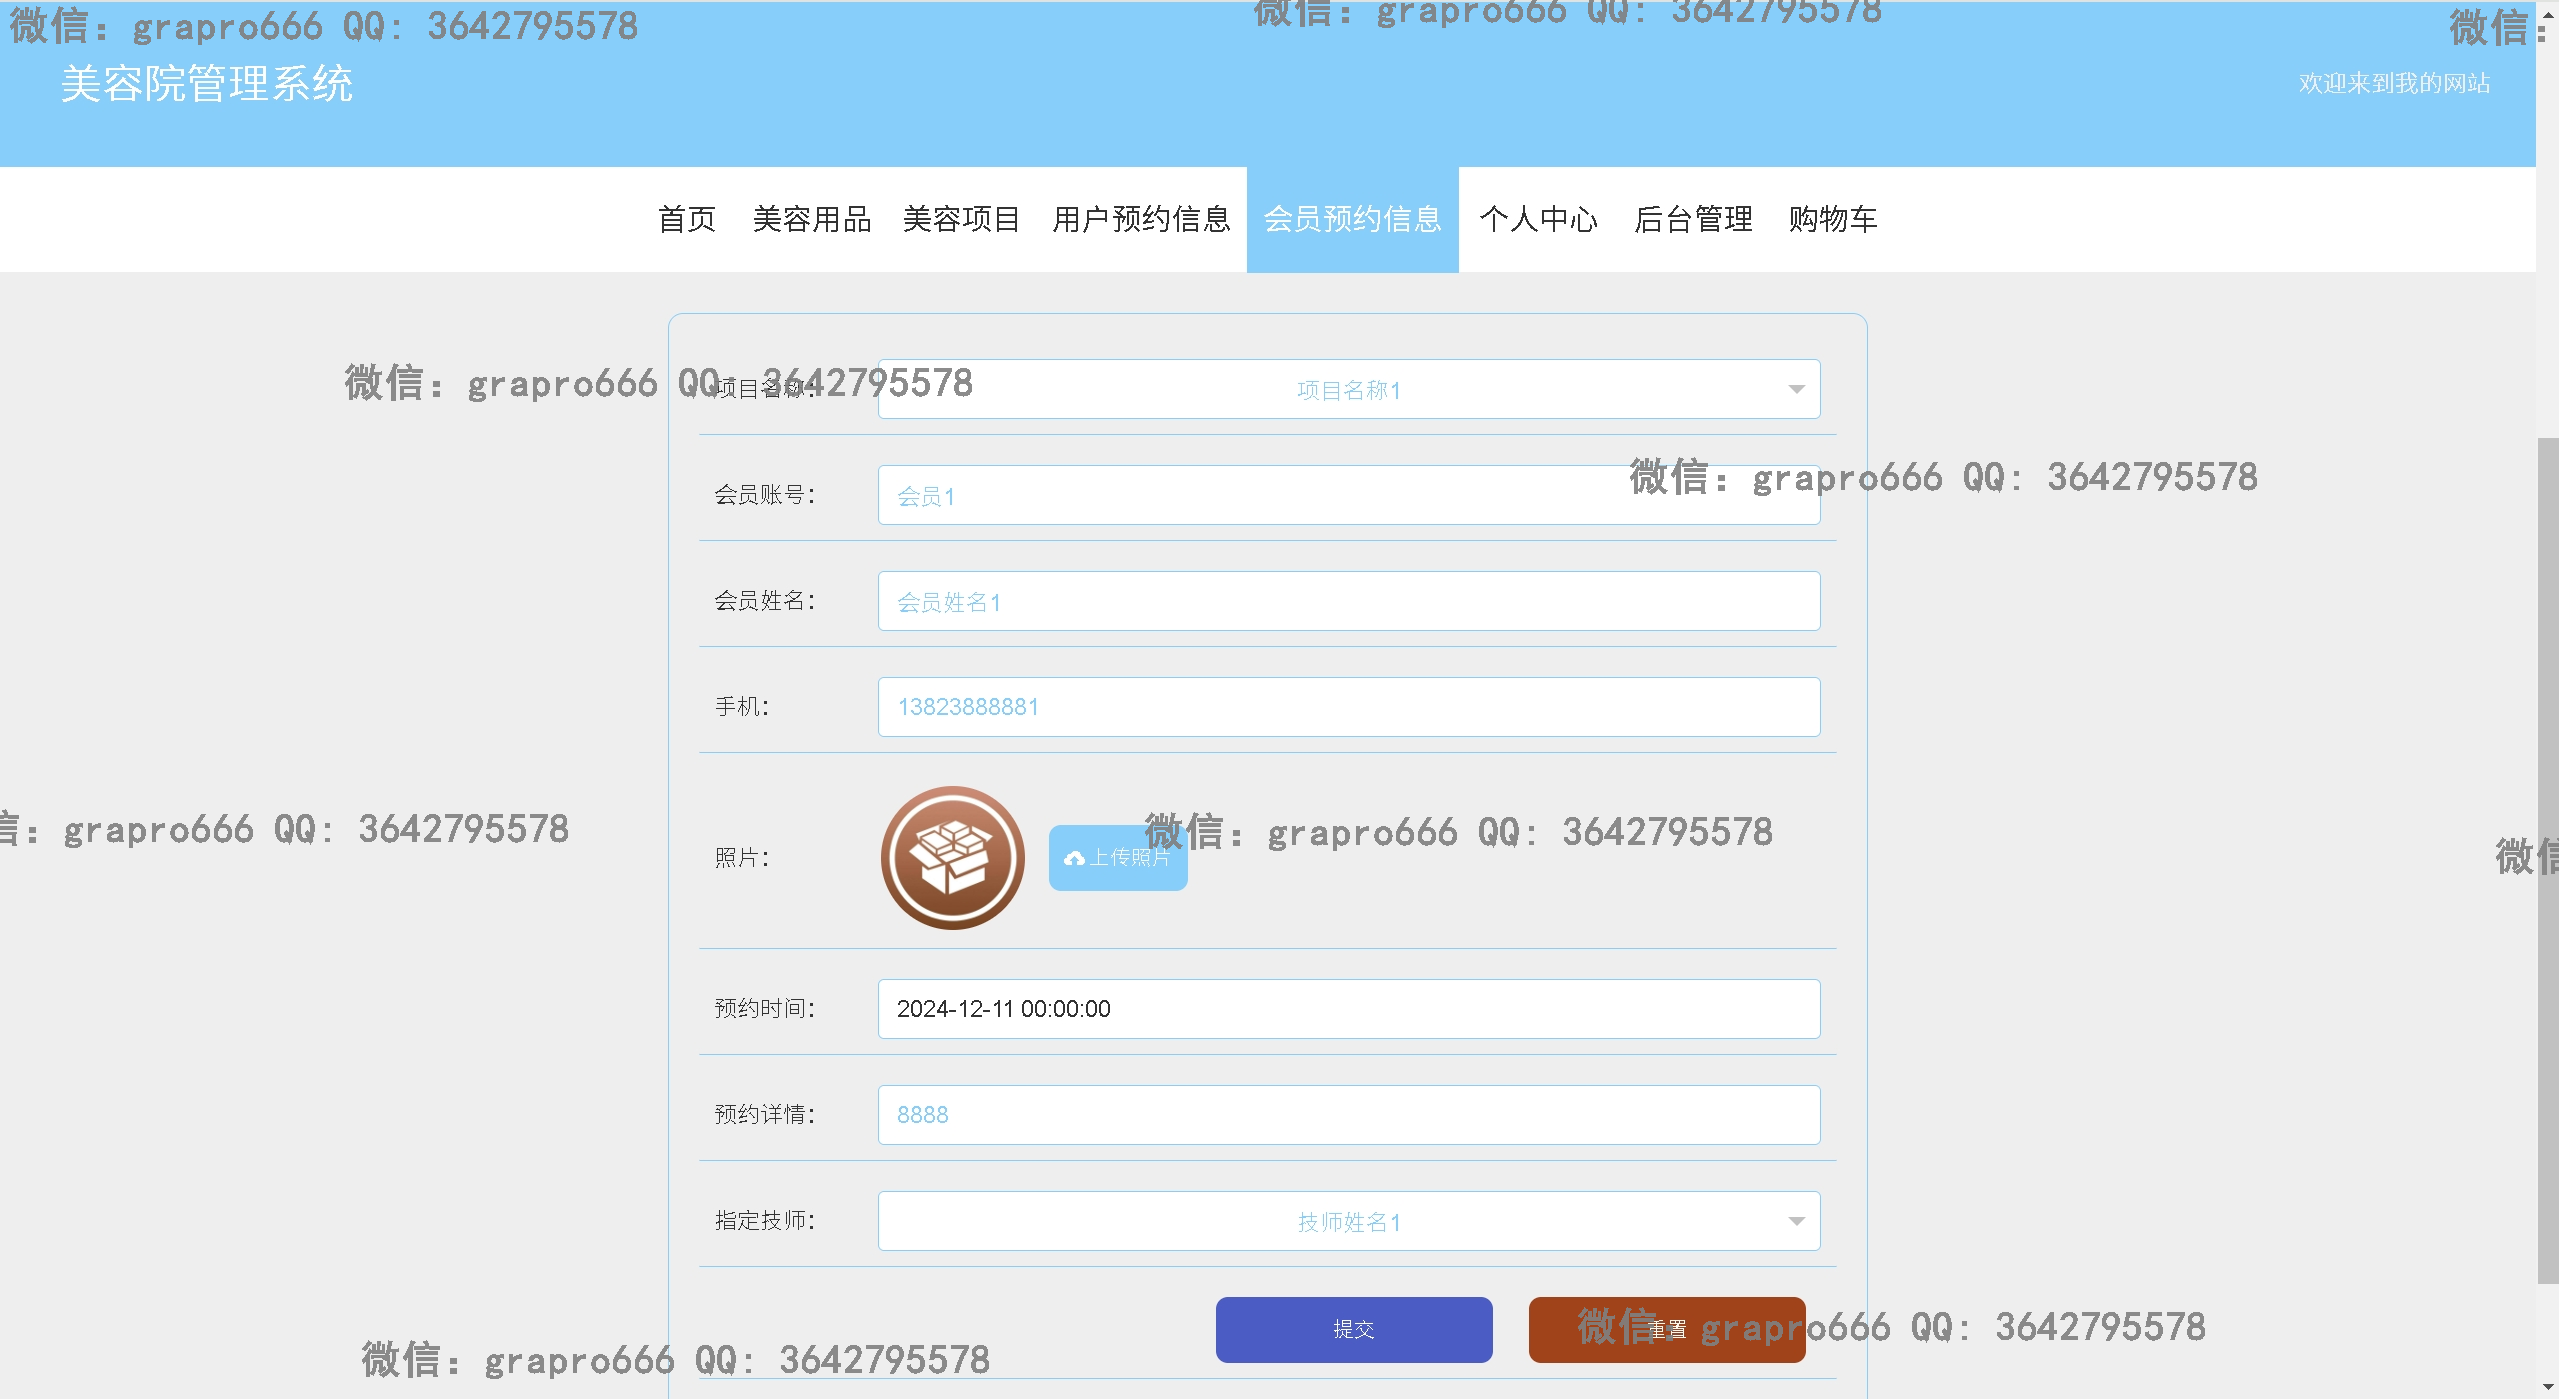 微信：grapro666 QQ: 3642795578
微信：grapro666 QQ: 3642795578
微信：
美容院管理系统
欢迎来到我的网站
首页 美容用品 美容项目 用户预约信息 会员预约信息 个人中心 后台管理 购物车
微信：grapro666 QQ: 3642795578
项目名称：
项目名称1
会员账号：
会员1
微信：grapro666 QQ: 3642795578
会员姓名：
会员姓名1
手机：
13823888881
信：grapro666 QQ: 3642795578
照片：
上传照片
微信：grapro666 QQ: 3642795578
微信
预约时间：
2024-12-11 00:00:00
预约详情：
8888
指定技师：
技师姓名1
提交
重置
微信：grapro666 QQ: 3642795578
微信：grapro666 QQ: 3642795578